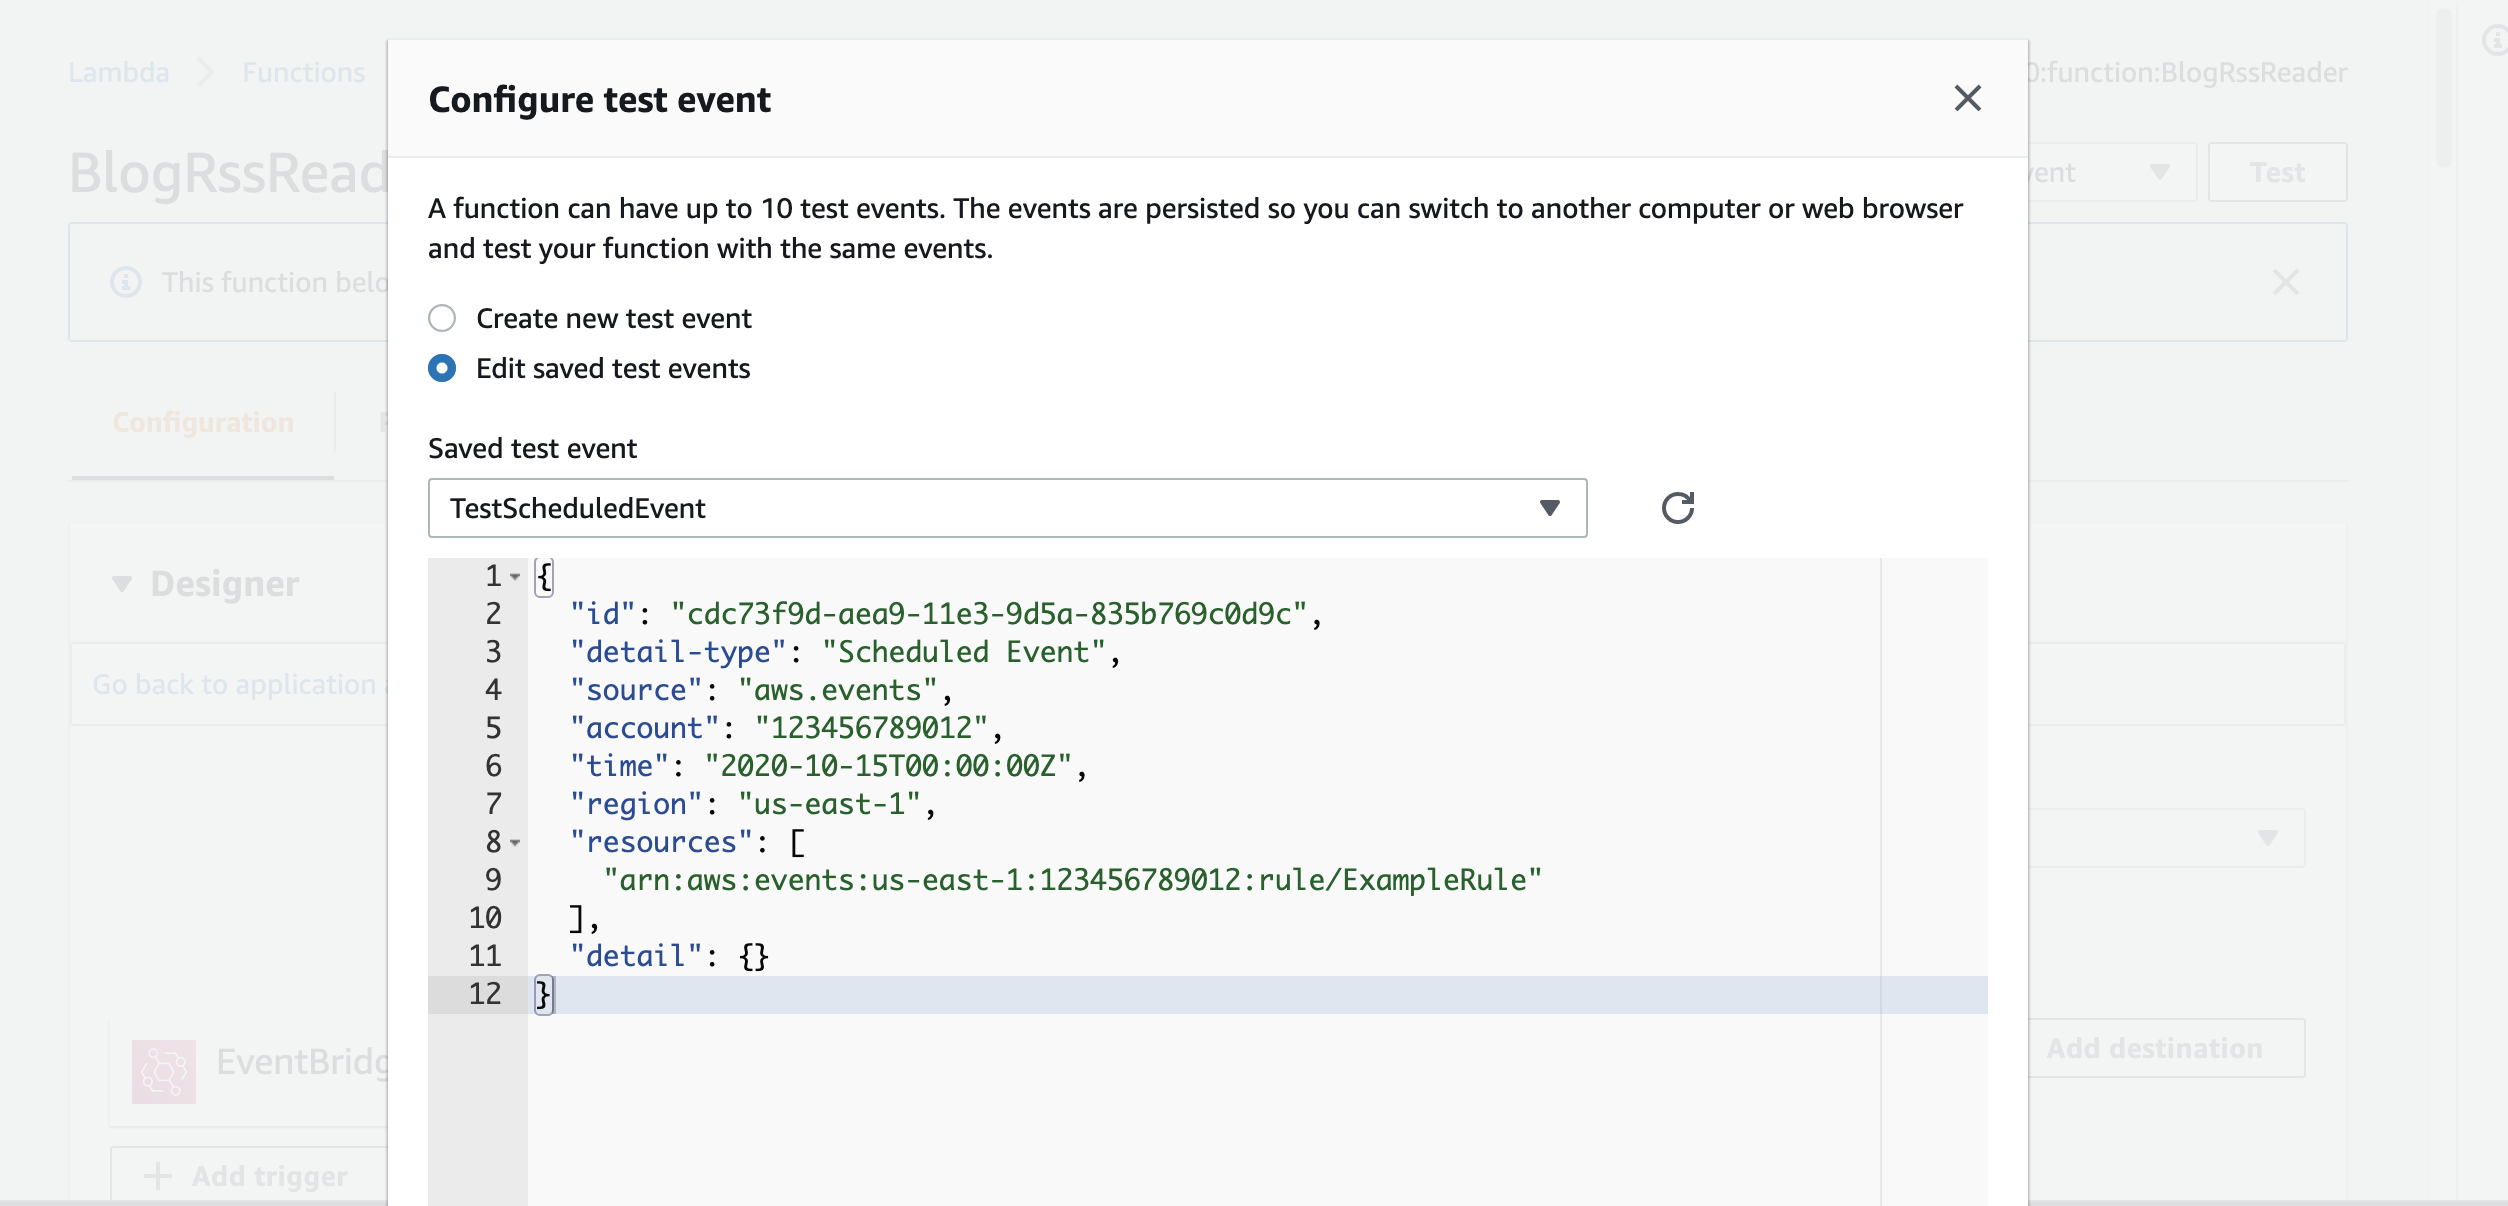 Lambda
Functions
0:function:BlogRssReader
Configure test event
BlogRssRead
Test
A function can have up to 10 test events. The events are persisted so you can switch to another computer or web browser
and test your function with the same events.
This function belo
Create new test event
Edit saved test events
Configuration
Saved test event
TestScheduledEvent
Designer
Go back to application
1 {
2 "id": "cdc73f9d-aea9-11e3-9d5a-835b769c0d9c",
3 "detail-type": "Scheduled Event",
4 "source": "aws.events",
5 "account": "123456789012",
6 "time": "2020-10-15T00:00:00Z",
7 "region": "us-east-1",
8 "resources": [
9 "arn:aws:events:us-east-1:123456789012:rule/ExampleRule"
10 ],
11 "detail": {}
12 }
EventBridg
Add destination
Add trigger